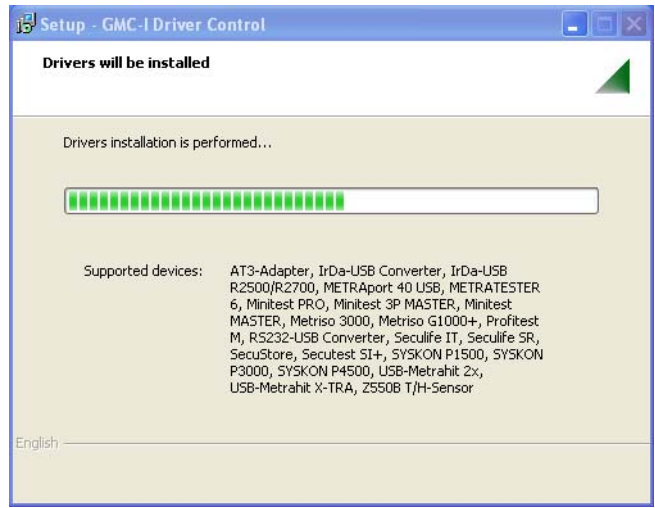 Setup - GMC-I Driver Control
Drivers will be installed
Drivers installation is performed...
Supported devices: AT3-Adapter, IrDa-USB Converter, IrDa-USB
R2500/R2700, METRAport 40 USB, METRATESTER
6, Minitest PRO, Minitest 3P MASTER, Minitest
MASTER, Metriso 3000, Metriso G1000+, Profitest
M, RS232-USB Converter, Seculife IT, Seculife SR,
SecuStore, Secutest SI+, SYSKON P1500, SYSKON
P3000, SYSKON P4500, USB-Metrahit 2x,
USB-Metrahit X-TRA, Z550B T/H-Sensor
English